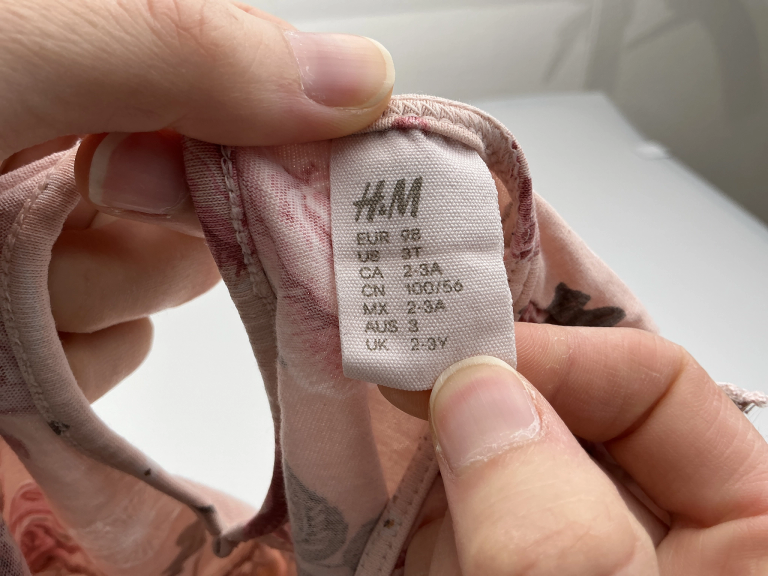 H&M
EUR 98
US 3T
CA 2-3A
CN 100/56
MX 2-3A
AUS 3
UK 2-3Y